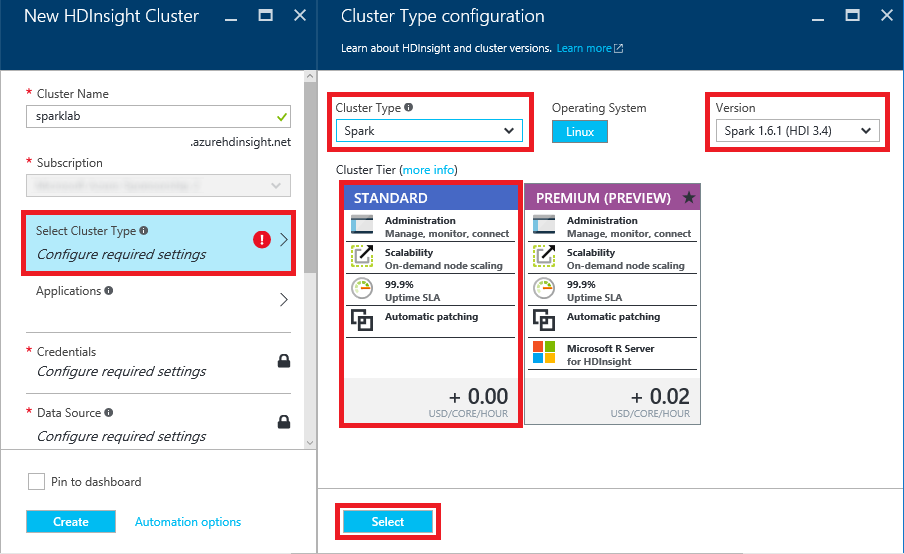 New HDInsight Cluster
* Cluster Name
sparklab
.azurehdinsight.net
* Subscription
Select Cluster Type
Configure required settings
Applications
* Credentials
Configure required settings
* Data Source
Configure required settings
Pin to dashboard
Create
Automation options
Cluster Type configuration
Learn about HDInsight and cluster versions. Learn more
Cluster Type
Spark
Operating System
Linux
Version
Spark 1.6.1 (HDI 3.4)
Cluster Tier (more info)
STANDARD
Administration
Manage, monitor, connect
Scalability
On-demand node scaling
99.9%
Uptime SLA
Automatic patching
+ 0.00
USD/CORE/HOUR
PREMIUM (PREVIEW)
Administration
Manage, monitor, connect
Scalability
On-demand node scaling
99.9%
Uptime SLA
Automatic patching
Microsoft R Server
for HDInsight
+ 0.02
USD/CORE/HOUR
Select